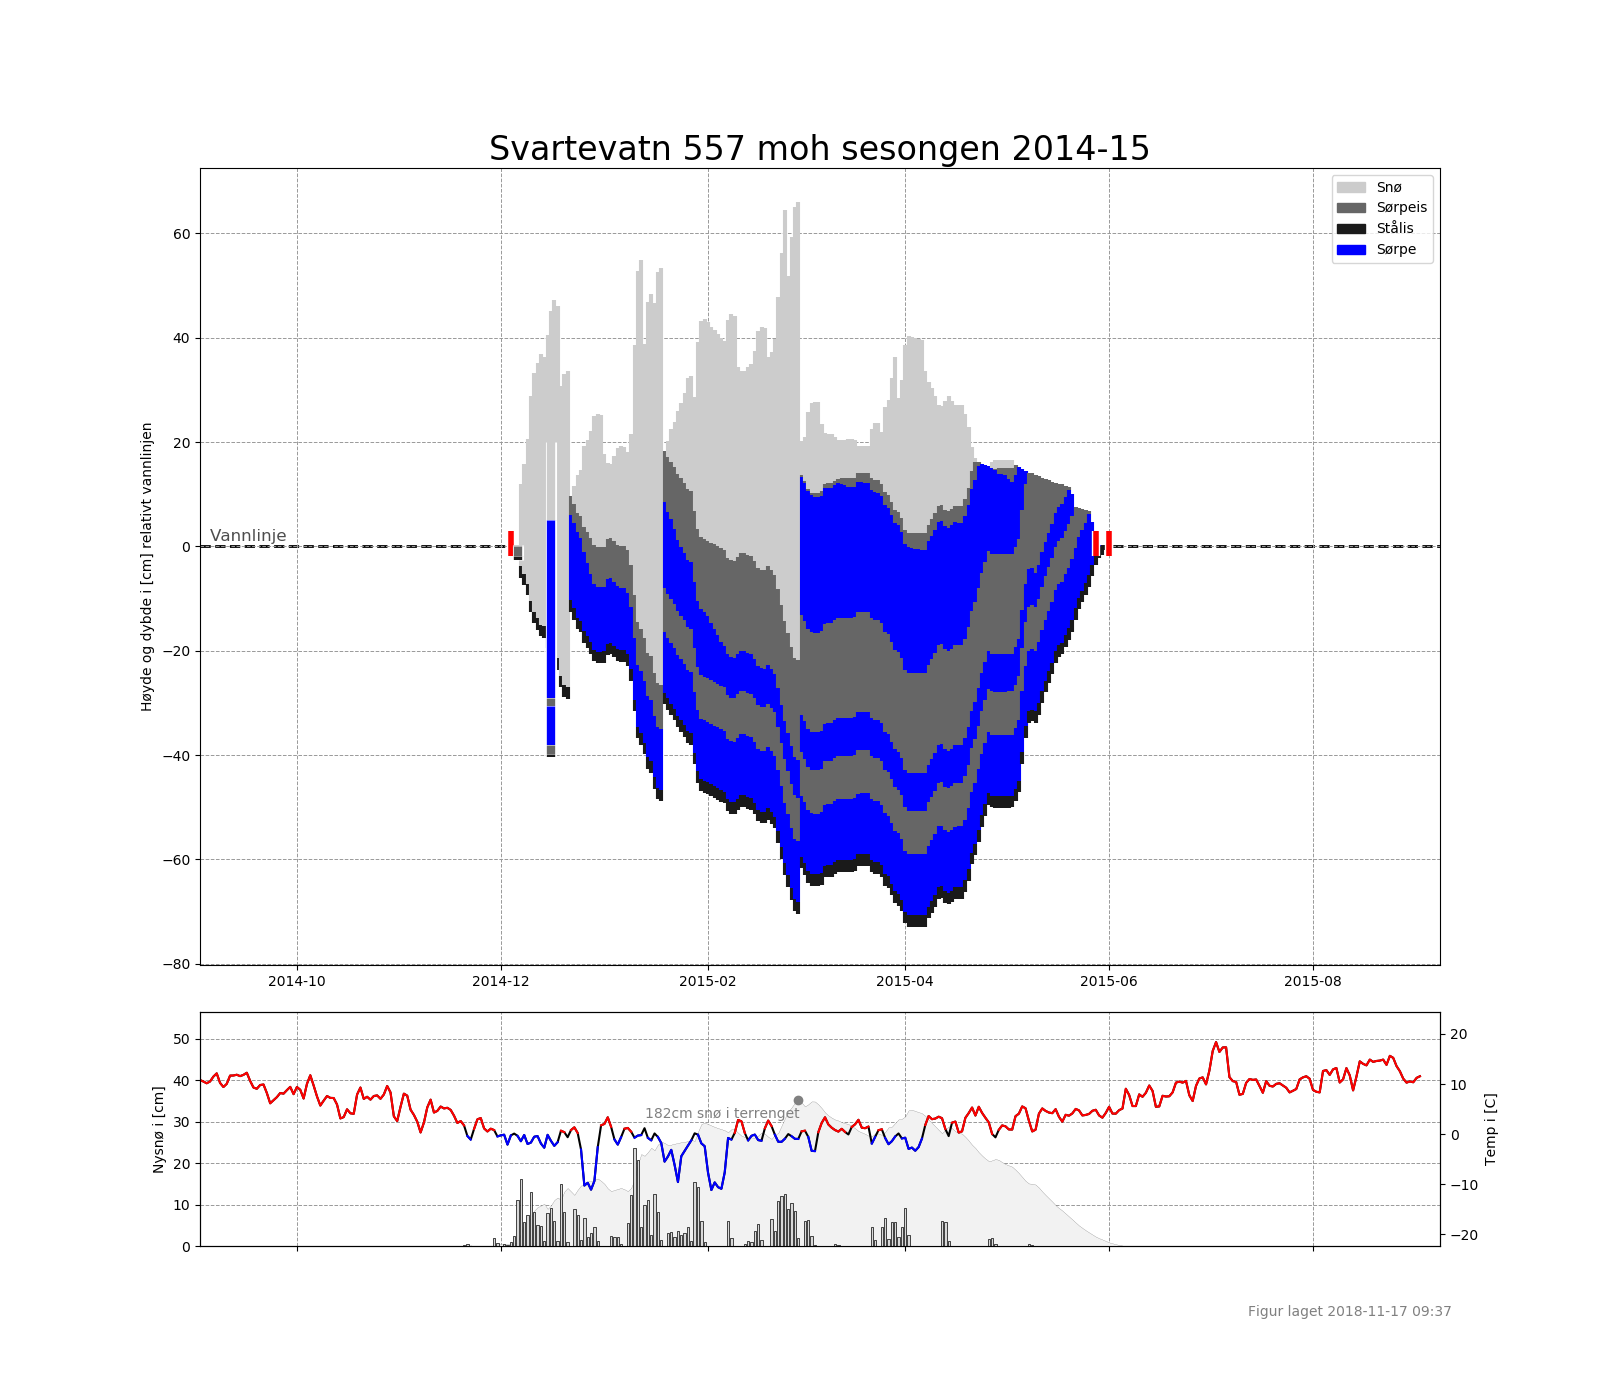 Svartevatn 557 moh sesongen 2014-15
Snø
Sørpeis
Stålis
Sørpe
Høyde og dybde i [cm] relativt vannlinjen
60
40
20
0
−20
−40
−60
−80
Vannlinje
2014-10
2014-12
2015-02
2015-04
2015-06
2015-08
Nysnø i [cm]
50
40
30
20
10
0
182cm snø i terrenget
20
10
0
−10
−20
Temp i [C]
Figur laget 2018-11-17 09:37